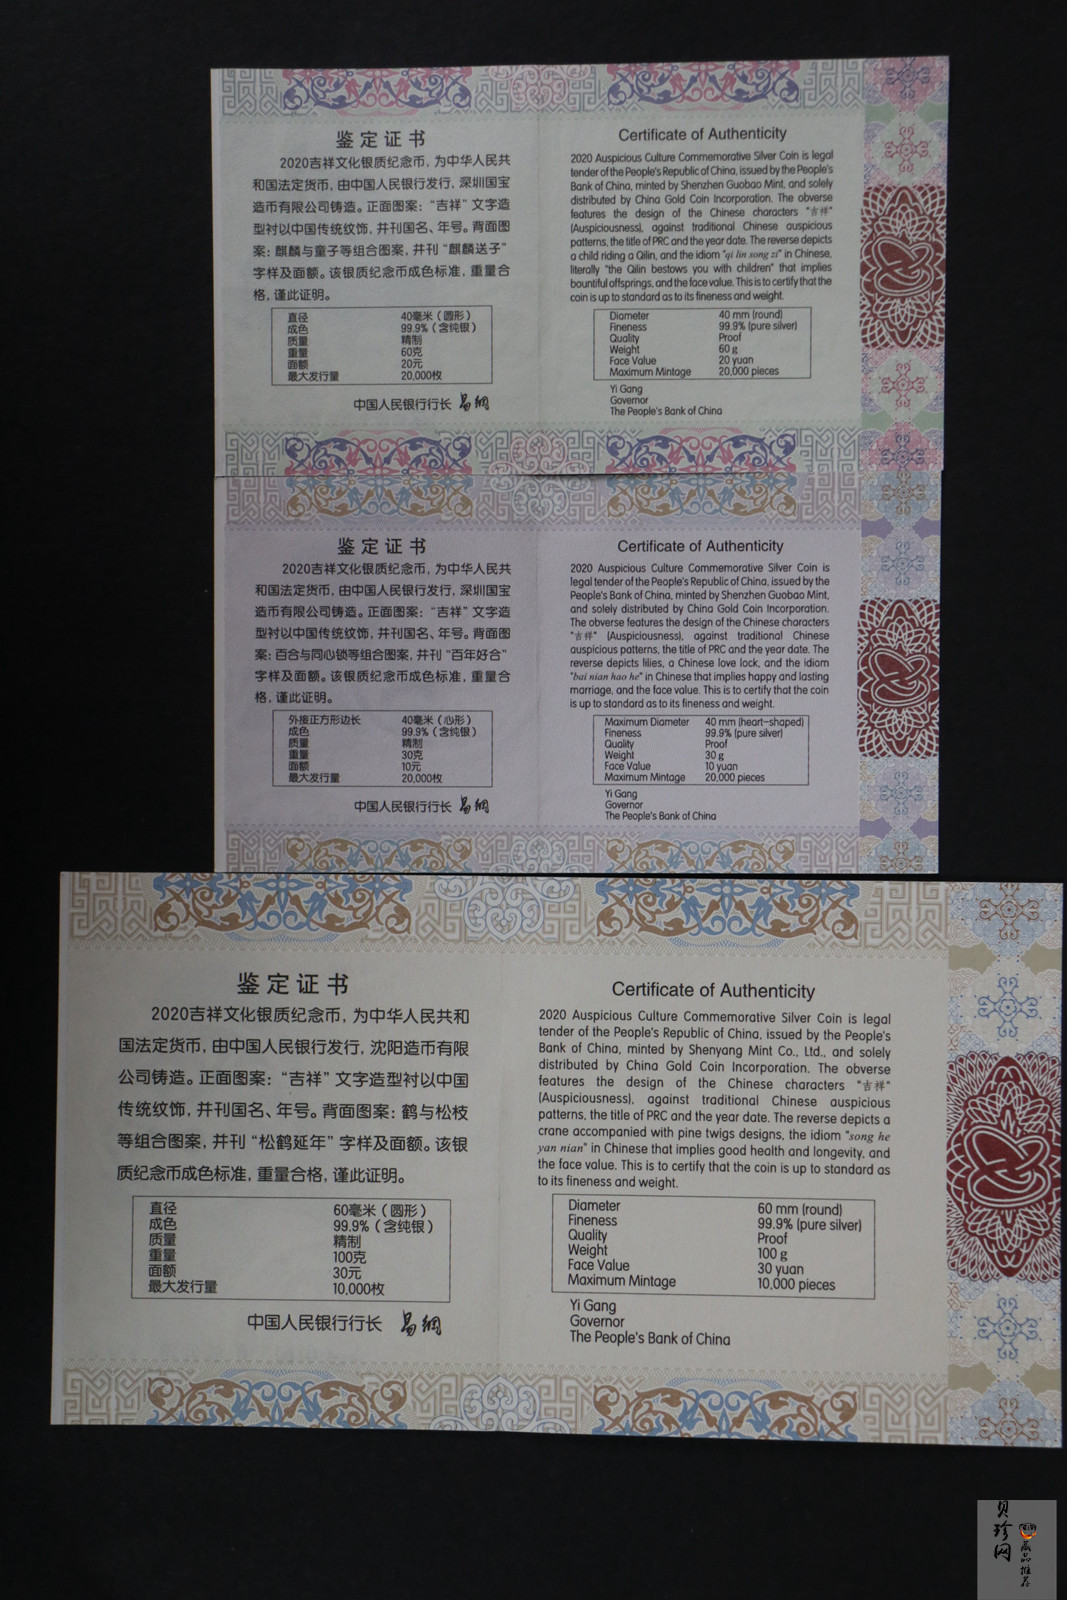 鉴定证书
2020吉祥文化银质纪念币，为中华人民共
和国法定货币，由中国人民银行发行，深圳国宝
造币有限公司铸造。正面图案：“吉祥”文字造
型衬以中国传统纹饰，并刊国名、年号。背面图
案：麒麟与童子等组合图案，并刊“麒麟送子”
字样及面额。该银质纪念币成色标准，重量合
格，谨此证明。
直径 40毫米（圆形）
成色 99.9%（含纯银）
质量 精制
重量 60克
面额 20元
最大发行量 20,000枚
中国人民银行行长 易纲
Certificate of Authenticity
2020 Auspicious Culture Commemorative Silver Coin is legal
tender of the People's Republic of China, issued by the People's
Bank of China, minted by Shenzhen Guobao Mint, and solely
distributed by China Gold Coin Incorporation. The obverse
features the design of the Chinese characters "吉祥"
(Auspiciousness), against traditional Chinese auspicious
patterns, the title of PRC and the year date. The reverse depicts
a child riding a Qilin, and the idiom "qi lin song zi" in Chinese,
literally "the Qilin bestows you with children" that implies
bountiful offsprings, and the face value. This is to certify that the
coin is up to standard as to its fineness and weight.
Diameter 40 mm (round)
Fineness 99.9% (pure silver)
Quality Proof
Weight 60 g
Face Value 20 yuan
Maximum Mintage 20,000 pieces
Yi Gang
Governor
The People's Bank of China
鉴定证书
2020吉祥文化银质纪念币，为中华人民共
和国法定货币，由中国人民银行发行，深圳国宝
造币有限公司铸造。正面图案：“吉祥”文字造
型衬以中国传统纹饰，并刊国名、年号。背面图
案：百合与同心锁等组合图案，并刊“百年好合”
字样及面额。该银质纪念币成色标准，重量合
格，谨此证明。
外接正方形边长 40毫米（心形）
成色 99.9%（含纯银）
质量 精制
重量 30克
面额 10元
最大发行量 20,000枚
中国人民银行行长 易纲
Certificate of Authenticity
2020 Auspicious Culture Commemorative Silver Coin is
legal tender of the People's Republic of China, issued by the
People's Bank of China, minted by Shenzhen Guobao Mint,
and solely distributed by China Gold Coin Incorporation.
The obverse features the design of the Chinese characters
"吉祥" (Auspiciousness), against traditional Chinese
auspicious patterns, the title of PRC and the year date. The
reverse depicts lilies, a Chinese love lock, and the idiom
"bai nian hao he" in Chinese that implies happy and lasting
marriage, and the face value. This is to certify that the coin
is up to standard as to its fineness and weight.
Maximum Diameter 40 mm (heart-shaped)
Fineness 99.9% (pure silver)
Quality Proof
Weight 30 g
Face Value 10 yuan
Maximum Mintage 20,000 pieces
Yi Gang
Governor
The People's Bank of China
鉴定证书
2020吉祥文化银质纪念币，为中华人民共和
国法定货币，由中国人民银行发行，沈阳造币有限
公司铸造。正面图案：“吉祥”文字造型衬以中国
传统纹饰，并刊国名、年号。背面图案：鹤与松枝
等组合图案，并刊“松鹤延年”字样及面额。该银
质纪念币成色标准，重量合格，谨此证明。
直径 60毫米（圆形）
成色 99.9%（含纯银）
质量 精制
重量 100克
面额 30元
最大发行量 10,000枚
中国人民银行行长 易纲
Certificate of Authenticity
2020 Auspicious Culture Commemorative Silver Coin is legal
tender of the People's Republic of China, issued by the People's
Bank of China, minted by Shenyang Mint Co., Ltd., and solely
distributed by China Gold Coin Incorporation. The obverse
features the design of the Chinese characters "吉祥"
(Auspiciousness), against traditional Chinese auspicious
patterns, the title of PRC and the year date. The reverse depicts a
crane accompanied with pine twigs designs, the idiom "song he
yan nian" in Chinese that implies good health and longevity, and
the face value. This is to certify that the coin is up to standard as
to its fineness and weight.
Diameter 60 mm (round)
Fineness 99.9% (pure silver)
Quality Proof
Weight 100 g
Face Value 30 yuan
Maximum Mintage 10,000 pieces
Yi Gang
Governor
The People's Bank of China
贝珍网
藏品推荐